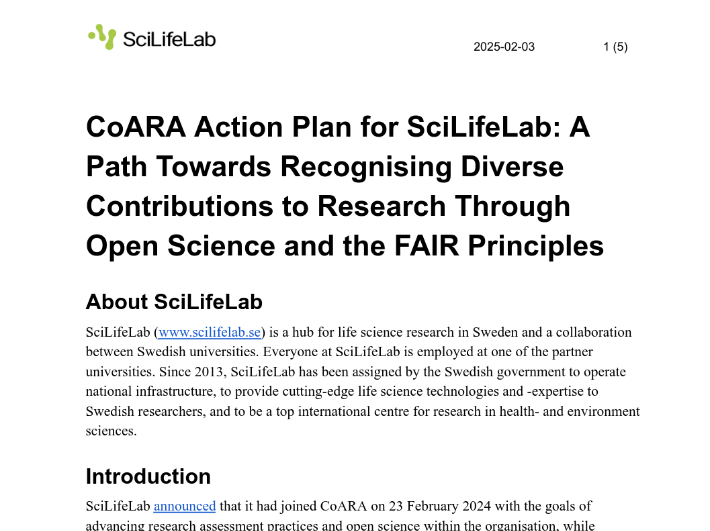 SciLifeLab
2025-02-03 1 (5)
CoARA Action Plan for SciLifeLab: A
Path Towards Recognising Diverse
Contributions to Research Through
Open Science and the FAIR Principles
About SciLifeLab
SciLifeLab (www.scilifelab.se) is a hub for life science research in Sweden and a collaboration
between Swedish universities. Everyone at SciLifeLab is employed at one of the partner
universities. Since 2013, SciLifeLab has been assigned by the Swedish government to operate
national infrastructure, to provide cutting-edge life science technologies and -expertise to
Swedish researchers, and to be a top international centre for research in health- and environment
sciences.
Introduction
SciLifeLab announced that it had joined CoARA on 23 February 2024 with the goals of
advancing research assessment practices and open science within the organisation, while